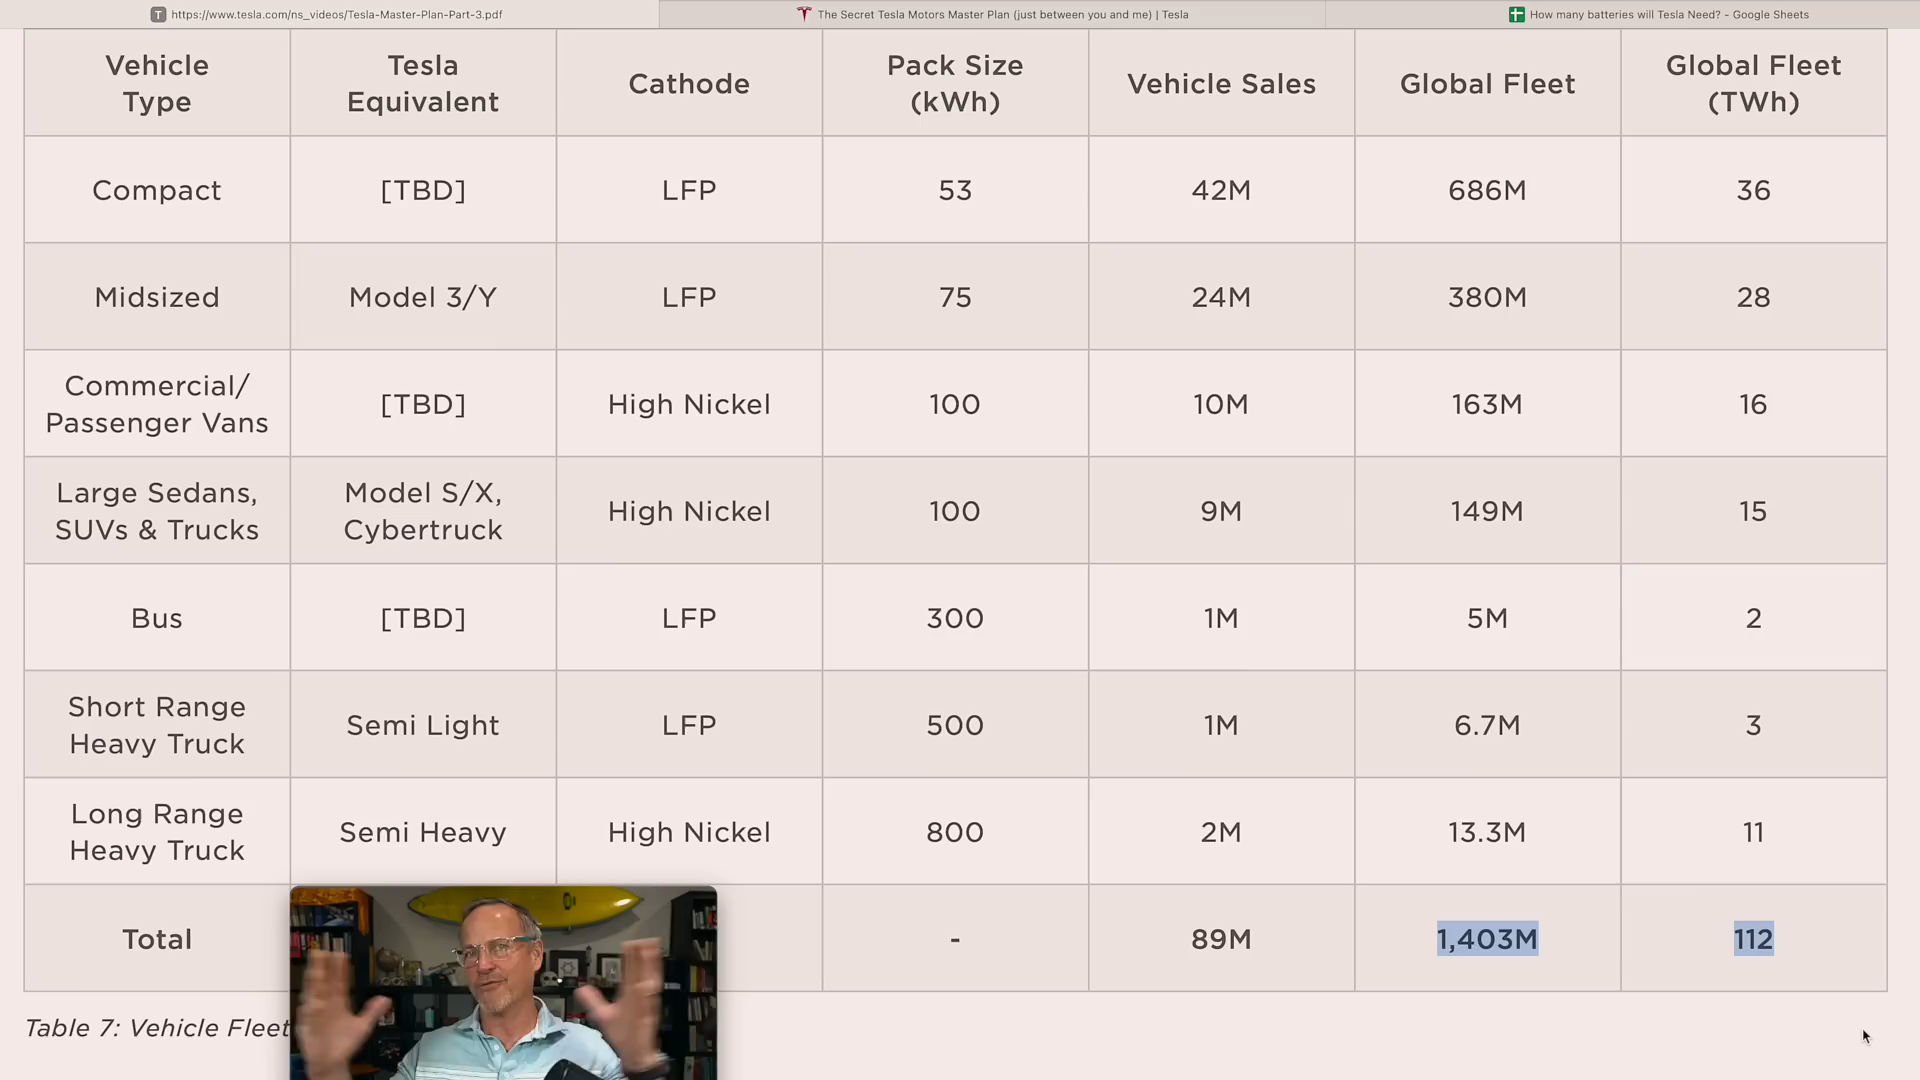 https://www.tesla.com/ns_videos/Tesla-Master-Plan-Part-3.pdf
The Secret Tesla Motors Master Plan (just between you and me) | Tesla
How many batteries will Tesla Need? - Google Sheets
Vehicle Type
Tesla Equivalent
Cathode
Pack Size (kWh)
Vehicle Sales
Global Fleet
Global Fleet (TWh)
Compact [TBD] LFP 53 42M 686M 36
Midsized Model 3/Y LFP 75 24M 380M 28
Commercial/ Passenger Vans [TBD] High Nickel 100 10M 163M 16
Large Sedans, SUVs & Trucks Model S/X, Cybertruck High Nickel 100 9M 149M 15
Bus [TBD] LFP 300 1M 5M 2
Short Range Heavy Truck Semi Light LFP 500 1M 6.7M 3
Long Range Heavy Truck Semi Heavy High Nickel 800 2M 13.3M 11
Total - 89M 1,403M 112
Table 7: Vehicle Fleet